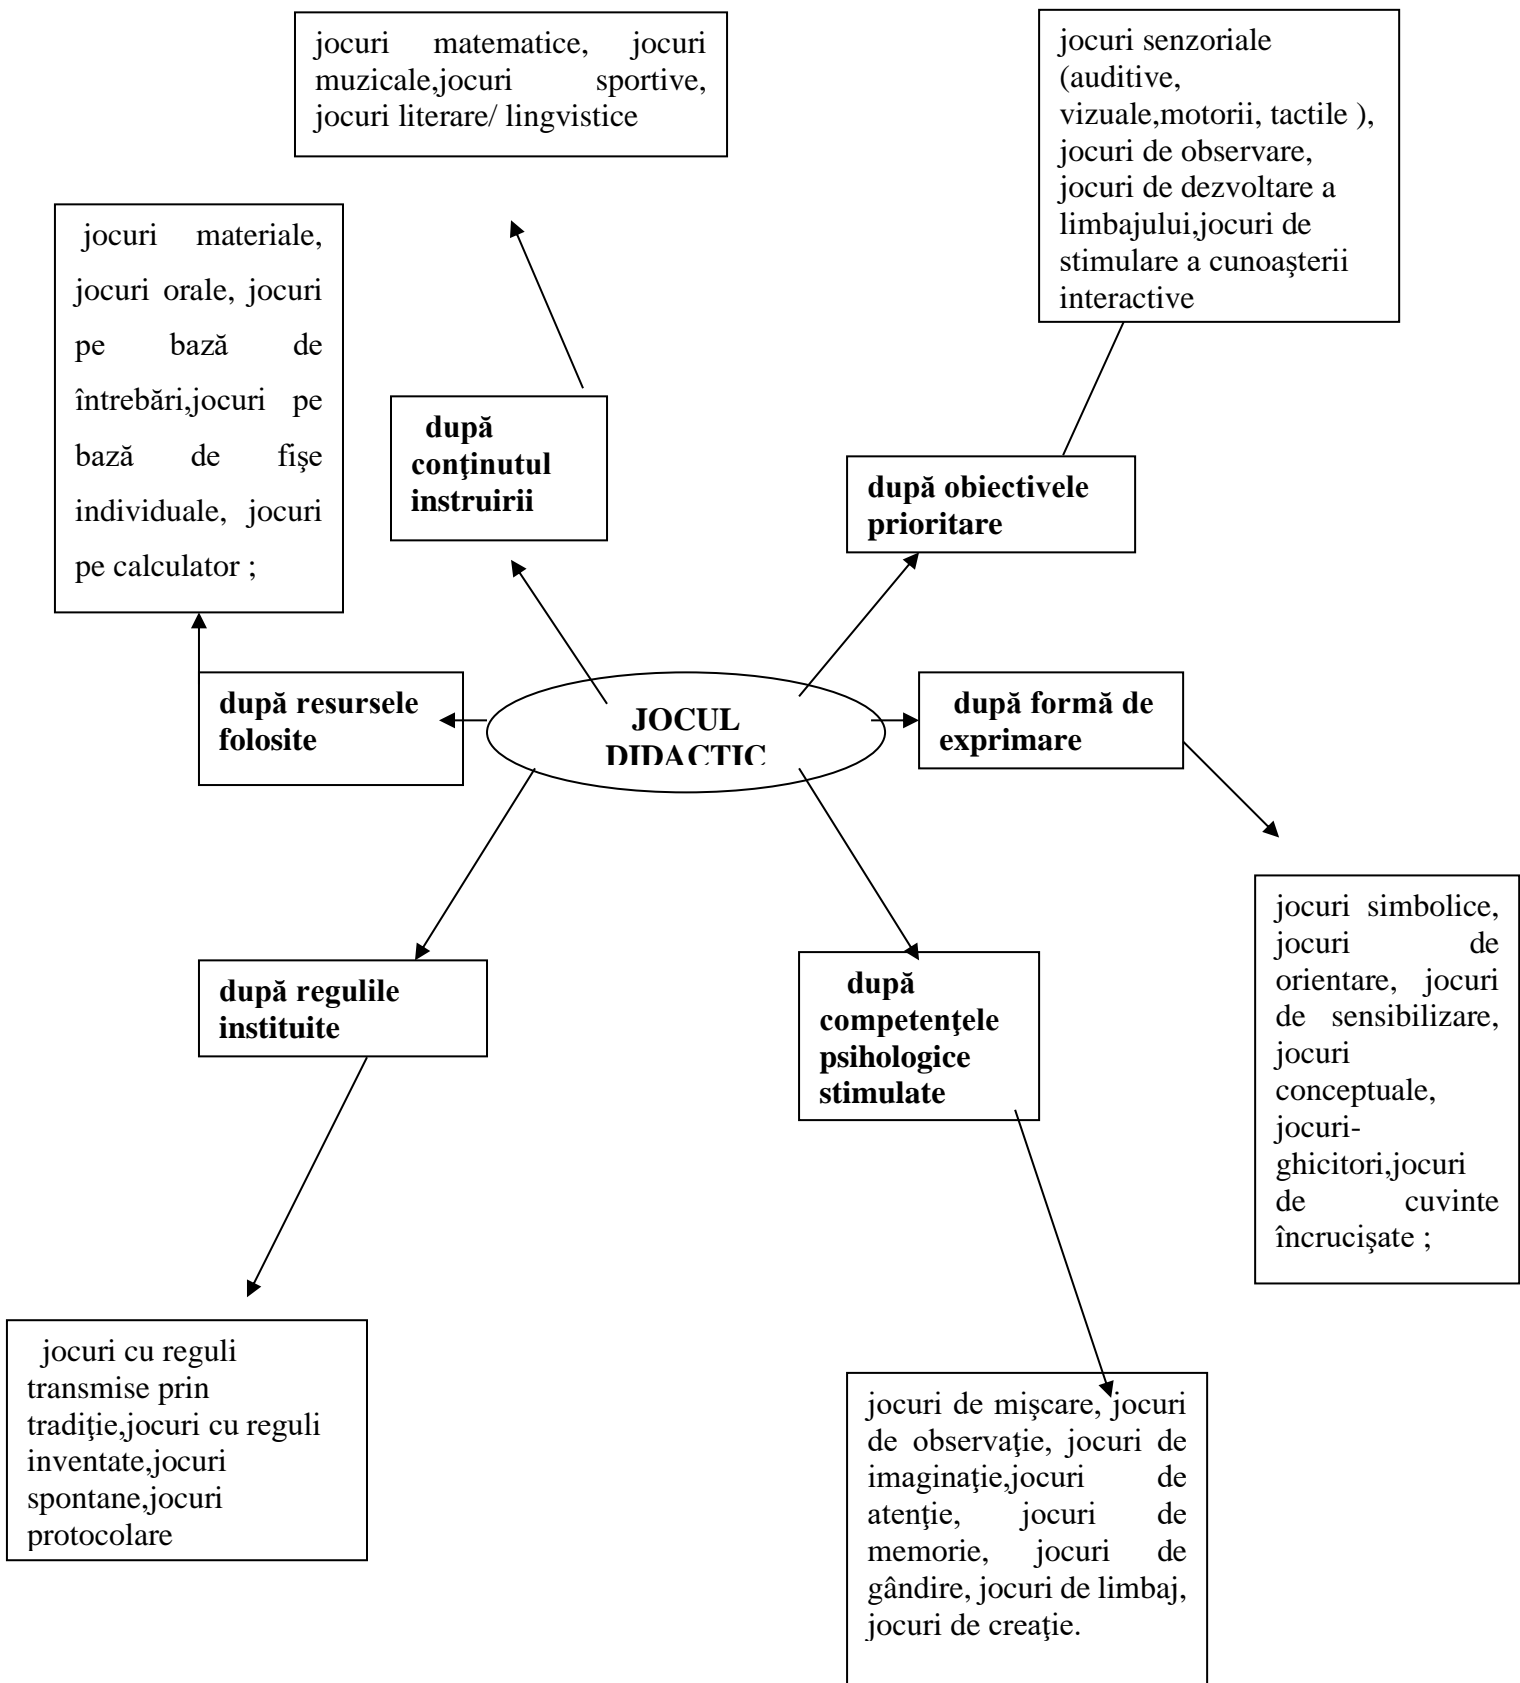 jocuri matematice, jocuri
muzicale,jocuri sportive,
jocuri literare/ lingvistice
jocuri senzoriale
(auditive,
vizuale,motorii, tactile ),
jocuri de observare,
jocuri de dezvoltare a
limbajului,jocuri de
stimulare a cunoaşterii
interactive
jocuri materiale,
jocuri orale, jocuri
pe bază de
întrebări,jocuri pe
bază de fişe
individuale, jocuri
pe calculator ;
după
conţinutul
instruirii
după obiectivele
prioritare
după resursele
folosite
JOCUL
DIDACTIC
după formă de
exprimare
jocuri simbolice,
jocuri de
orientare, jocuri
de sensibilizare,
jocuri
conceptuale,
jocuri-
ghicitori,jocuri
de cuvinte
încrucişate ;
după regulile
instituite
după
competenţele
psihologice
stimulate
jocuri cu reguli
transmise prin
tradiţie,jocuri cu reguli
inventate,jocuri
spontane,jocuri
protocolare
jocuri de mişcare, jocuri
de observaţie, jocuri de
imaginaţie,jocuri de
atenţie, jocuri de
memorie, jocuri de
gândire, jocuri de limbaj,
jocuri de creaţie.